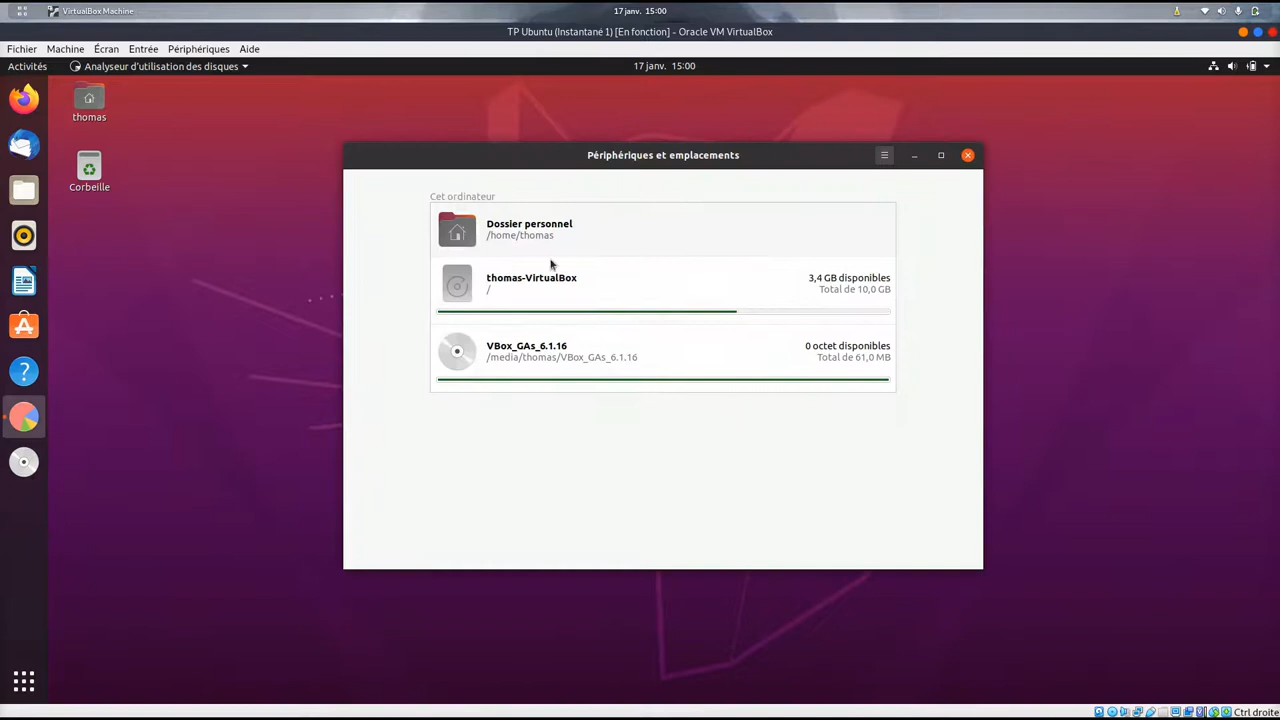 VirtualBox Machine
17 janv. 15:00
TP Ubuntu (Instantané 1) [En fonction] - Oracle VM VirtualBox
Fichier Machine Écran Entrée Périphériques Aide
Activités Analyseur d'utilisation des disques 17 janv. 15:00
thomas
Corbeille
Périphériques et emplacements
Cet ordinateur
Dossier personnel
/home/thomas
thomas-VirtualBox 3,4 GB disponibles
/ Total de 10,0 GB
VBox_GAs_6.1.16 0 octet disponibles
/media/thomas/VBox_GAs_6.1.16 Total de 61,0 MB
Ctrl droite